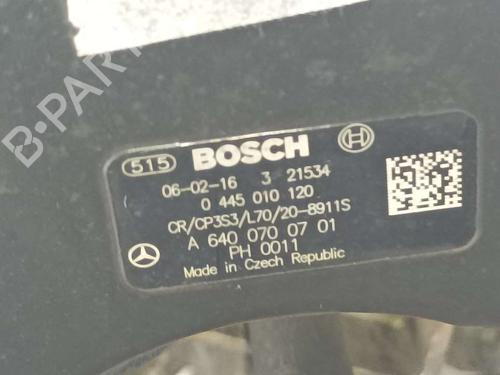 515 BOSCH
06-02-16 3 21534
0 445 010 120
CR/CP3S3/L70/20-8911S
A 640 070 07 01
PH 0011
Made in Czech Republic
B-PARTS